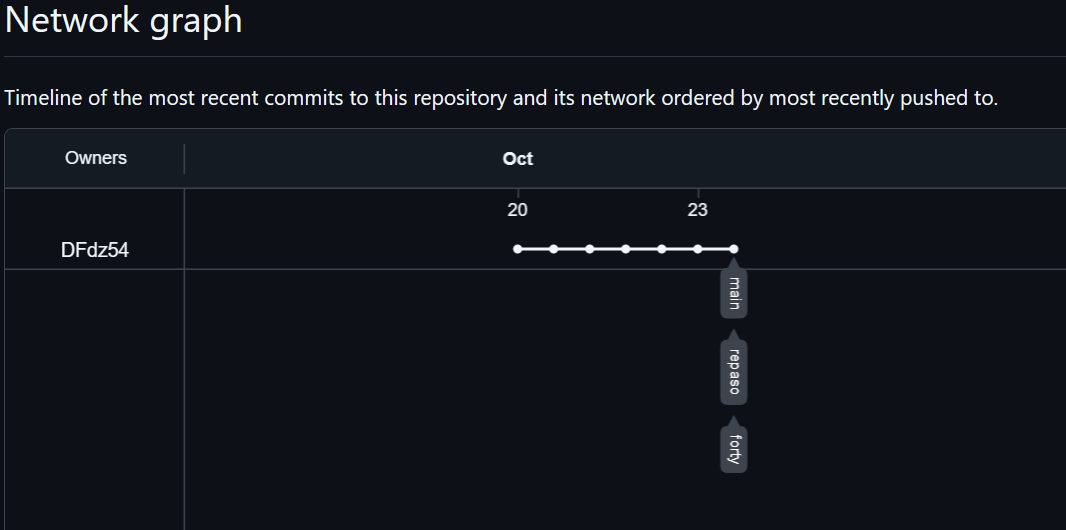 Network graph
Timeline of the most recent commits to this repository and its network ordered by most recently pushed to.
Owners
Oct
20
23
DFdz54
main
repaso
forty